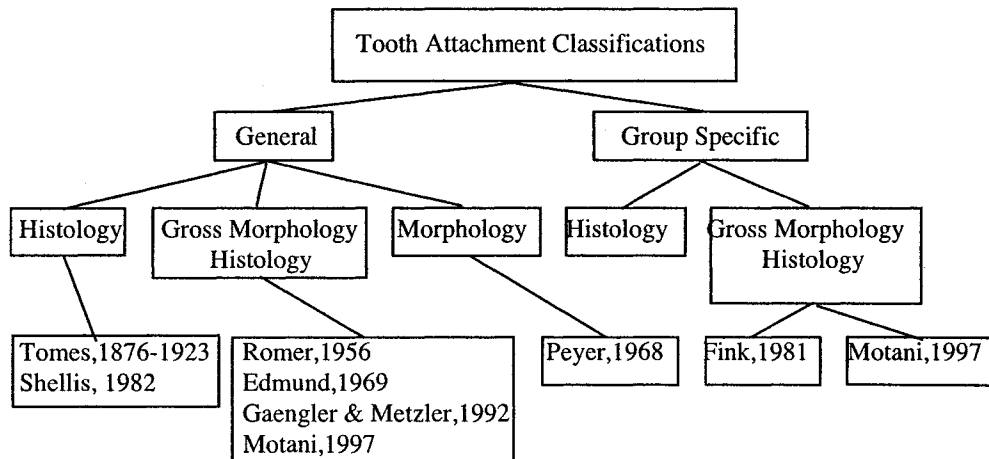 Tooth Attachment Classifications
General
Group Specific
Histology
Gross Morphology
Histology
Morphology
Histology
Gross Morphology
Histology
Tomes,1876-1923
Shellis, 1982
Romer,1956
Edmund,1969
Gaengler & Metzler,1992
Motani,1997
Peyer,1968
Fink,1981
Motani,1997